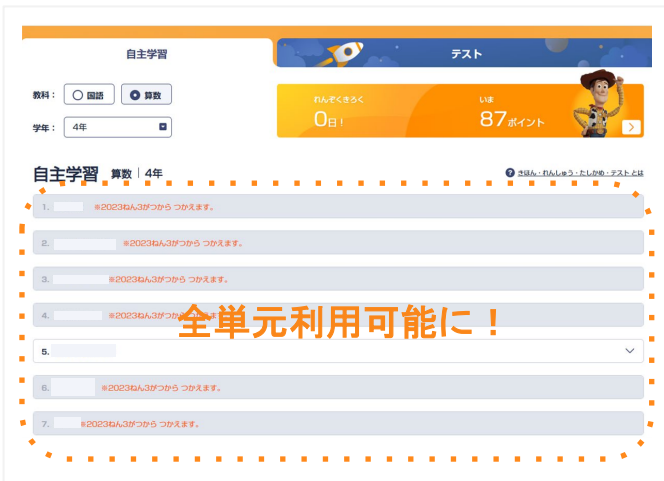 自主学習
テスト
教科： 国語 算数
れんぞくきろく いま
0日！ 87ポイント
学年： 4年
自主学習 算数 4年
? きほん・れんしゅう・たしかめ・テスト とは
1. ※2023ねん3がつから つかえます。
2. ※2023ねん3がつから つかえます。
3. ※2023ねん3がつから つかえます。
4. ※2023ねん3がつから つかえます。
全単元利用可能に！
5.
6. ※2023ねん3がつから つかえます。
7. ※2023ねん3がつから つかえます。